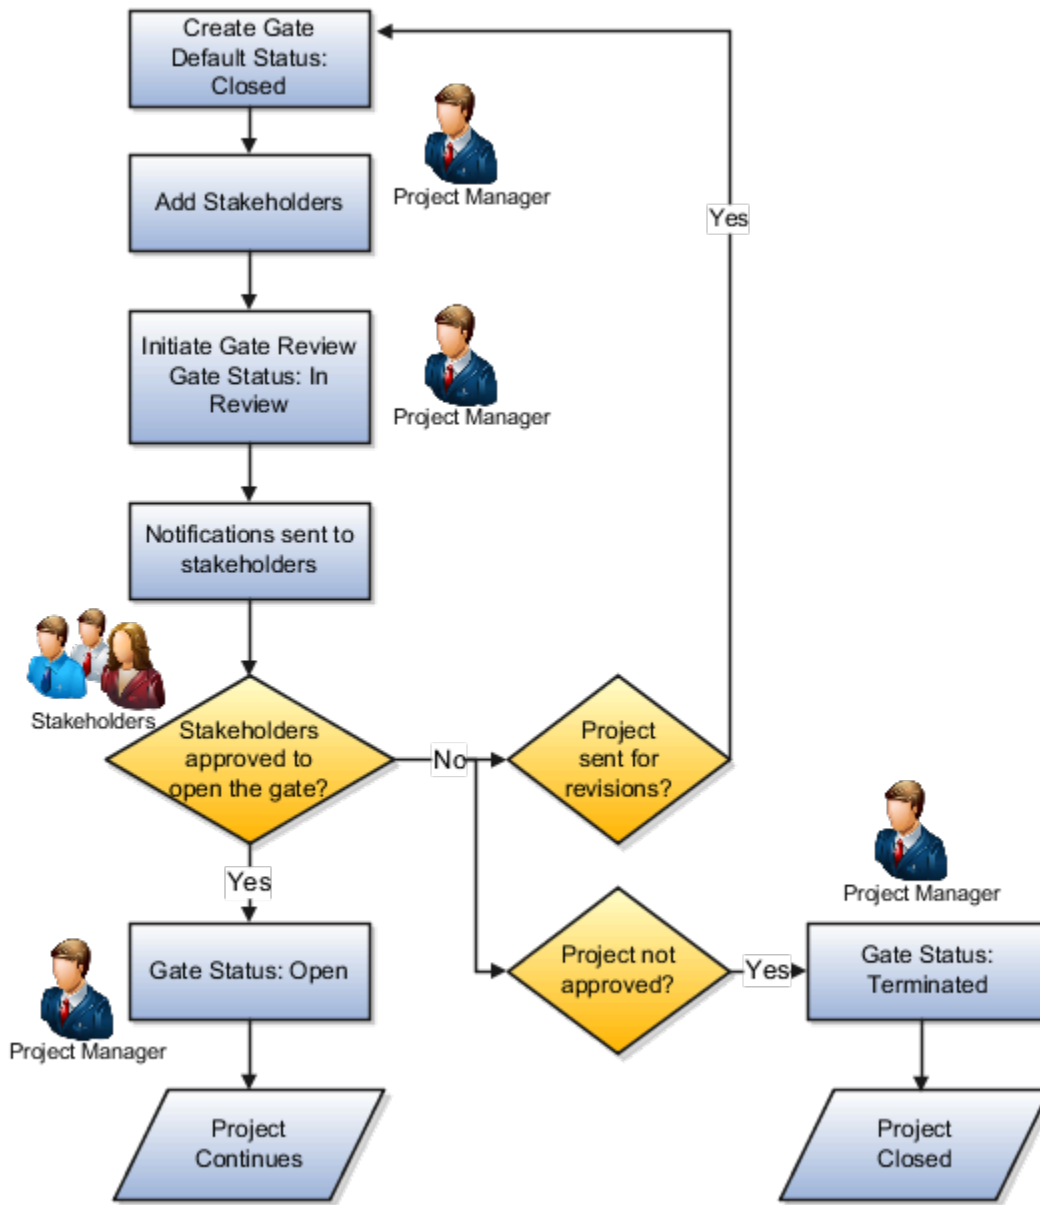 Create Gate
Default Status:
Closed
Project Manager
Add Stakeholders
Yes
Initiate Gate Review
Gate Status: In
Review
Project Manager
Notifications sent to
stakeholders
Stakeholders
Stakeholders
approved to
open the gate?
No
Project
sent for
revisions?
Yes
Project Manager
Gate Status: Open
Project Manager
Project not
approved?
Yes
Gate Status:
Terminated
Project
Continues
Project
Closed